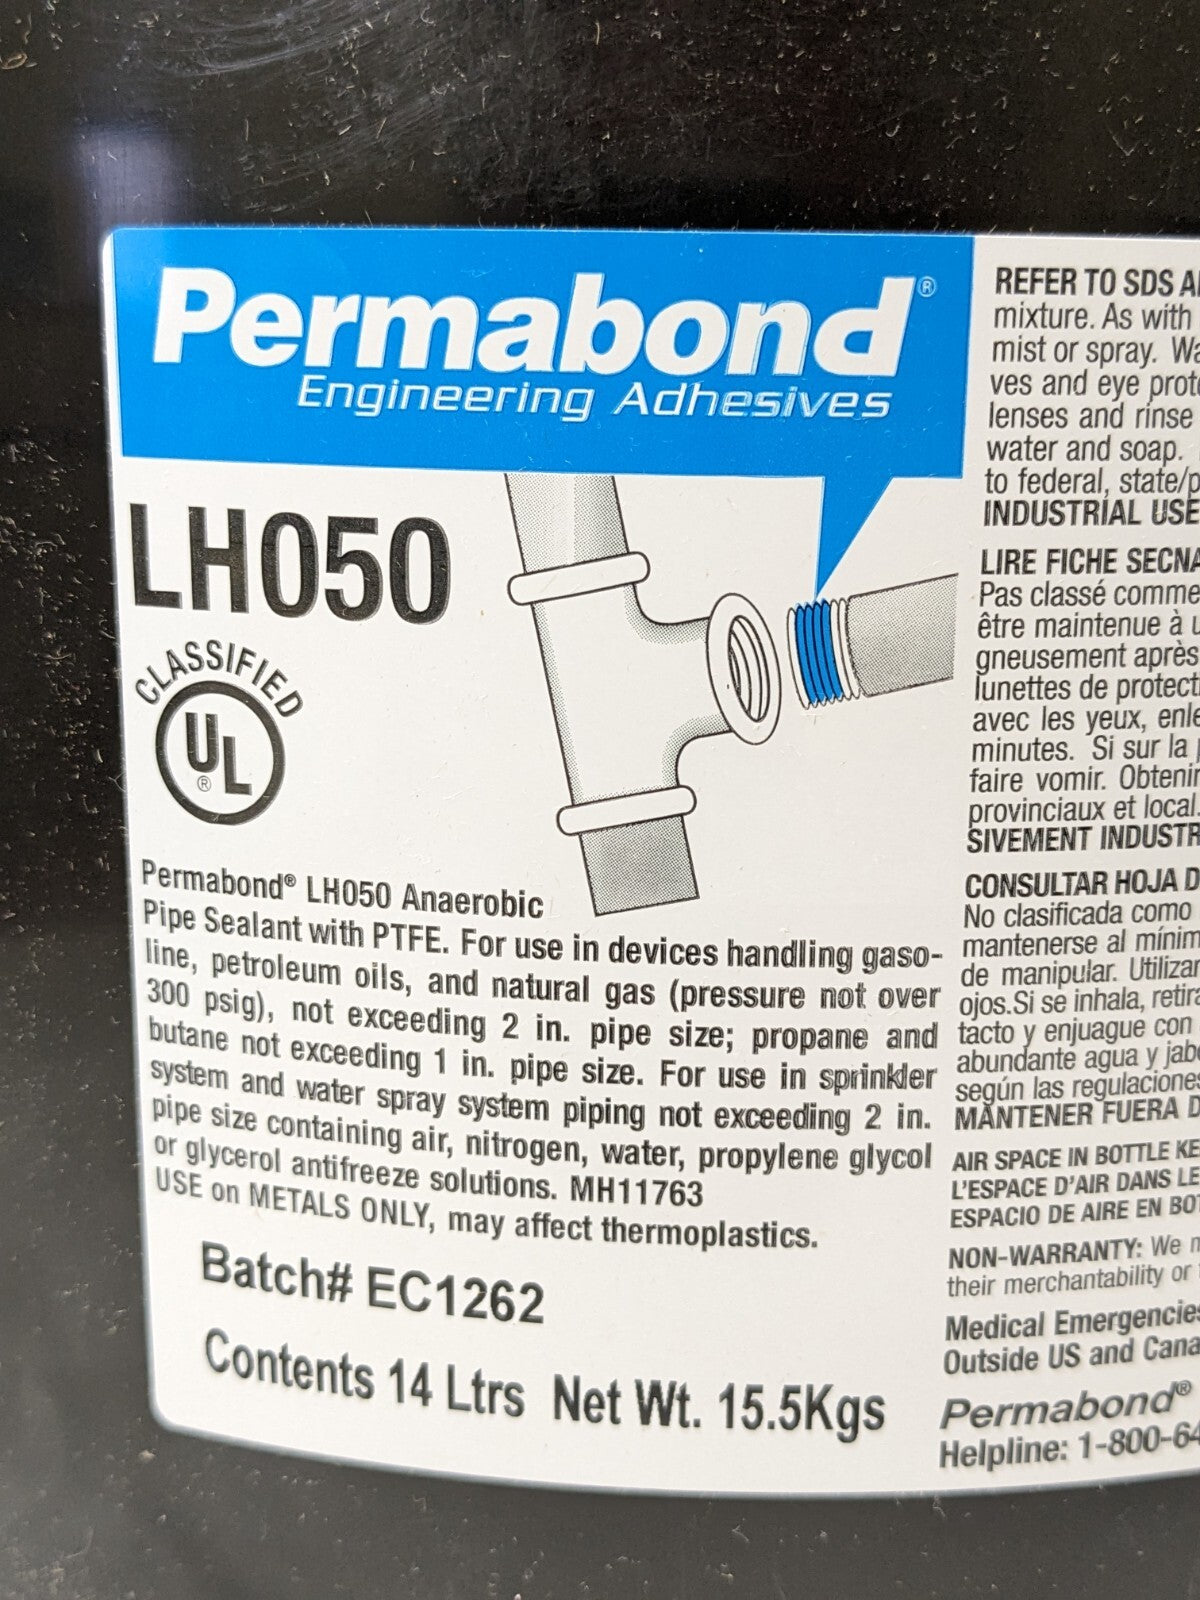 Permabond®
Engineering Adhesives
LH050
CLASSIFIED
UL
®
Permabond® LH050 Anaerobic
Pipe Sealant with PTFE. For use in devices handling gaso-
line, petroleum oils, and natural gas (pressure not over
300 psig), not exceeding 2 in. pipe size; propane and
butane not exceeding 1 in. pipe size. For use in sprinkler
system and water spray system piping not exceeding 2 in.
pipe size containing air, nitrogen, water, propylene glycol
or glycerol antifreeze solutions. MH11763
USE on METALS ONLY, may affect thermoplastics.
Batch# EC1262
Contents 14 Ltrs Net Wt. 15.5Kgs
REFER TO SDS
mixture. As with
mist or spray.
ves and eye
lenses and rinse
water and soap.
to federal,
INDUSTRIAL USE
LIRE FICHE
Pas classé comme
être maintenue à
gneusement après
lunettes de
avec les yeux,
minutes. Si sur la
faire vomir.
provinciaux et local.
SIVEMENT
CONSULTAR HOJA
No clasificada como
mantenerse al
de manipular.
ojos.Si se inhala,
tacto y enjuague con
abundante agua y
según las
MANTENER FUERA
AIR SPACE IN BOTTLE
L'ESPACE D'AIR DANS
ESPACIO DE AIRE EN
NON-WARRANTY: We
their merchantability or
Medical
Outside US and
Permabond®
Helpline: 1-800-64